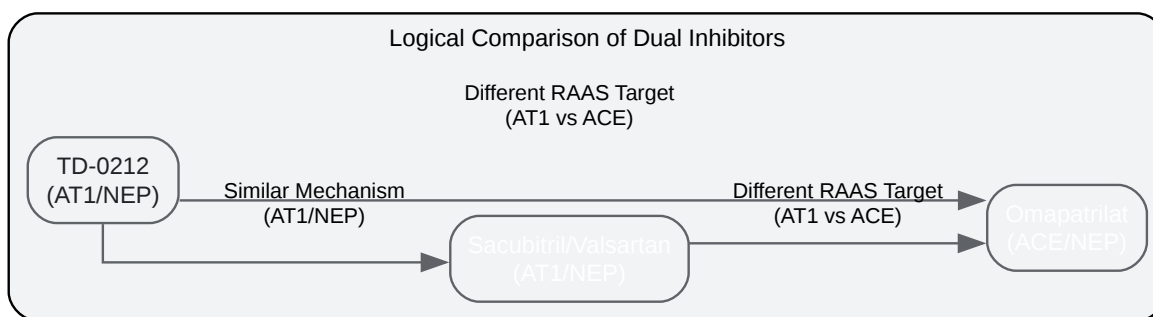 Logical Comparison of Dual Inhibitors
Different RAAS Target
(AT1 vs ACE)
TD-0212
(AT1/NEP)
Similar Mechanism
(AT1/NEP)
Different RAAS Target
(AT1 vs ACE)
Sacubitril/Valsartan
(AT1/NEP)
Omapatrilat
(ACE/NEP)